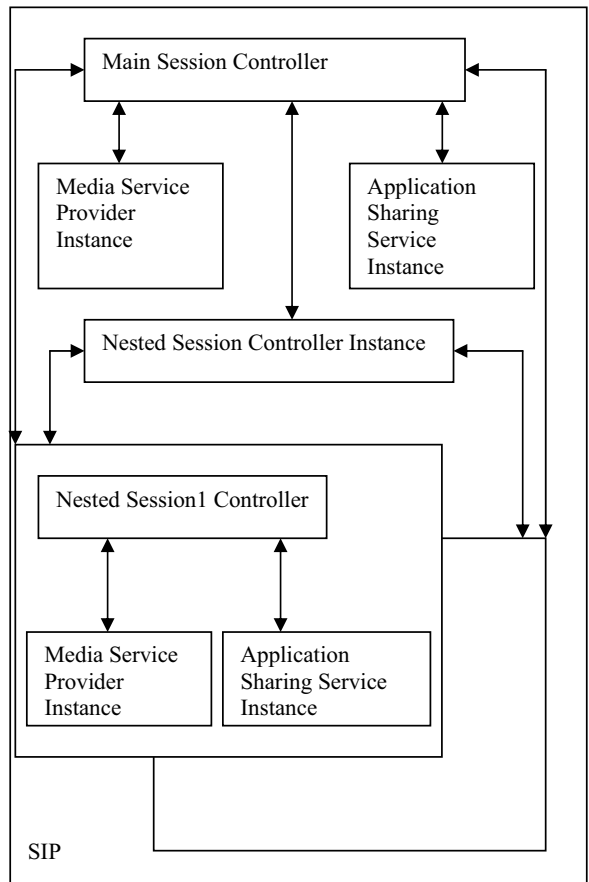 Main Session Controller
Media Service
Provider
Instance
Application
Sharing
Service
Instance
Nested Session Controller Instance
Nested Session1 Controller
Media Service
Provider
Instance
Application
Sharing Service
Instance
SIP